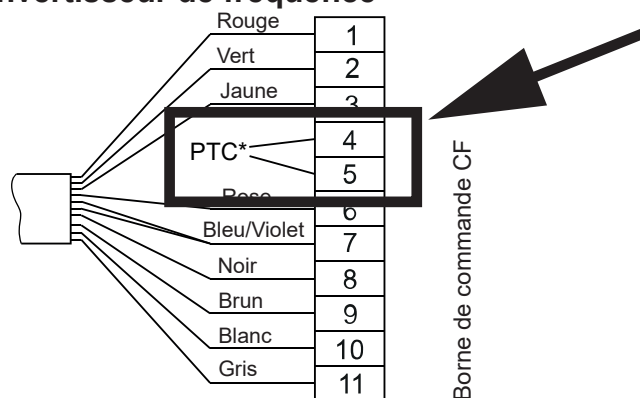 nvertisseur de fréquence
Rouge 1
Vert 2
Jaune 3
PTC* 4
5
Rose 6
Bleu/Violet 7
Noir 8
Brun 9
Blanc 10
Gris 11
Borne de commande CF